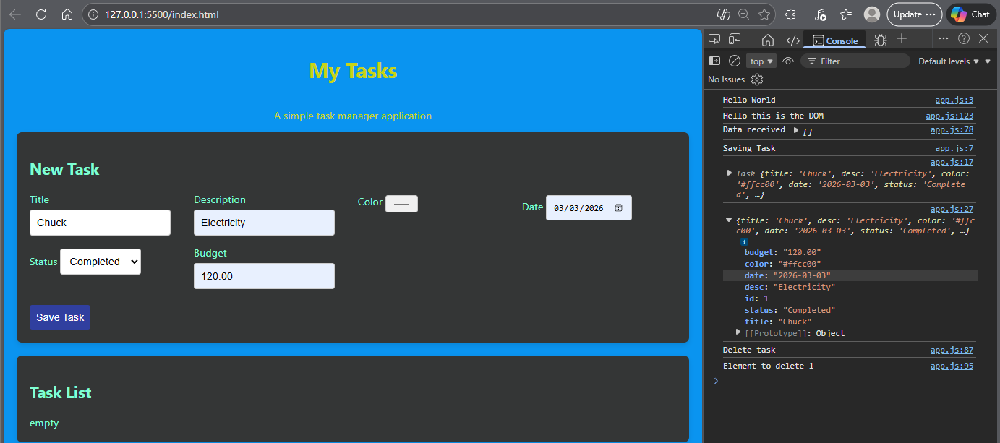 127.0.0.1:5500/index.html
Update
Chat
My Tasks
A simple task manager application
New Task
Title
Description
Color
Date
Chuck
Electricity
03/03/2026
Status
Completed
Budget
120.00
Save Task
Task List
empty
Console
top
Filter
Default levels
No Issues
Hello World app.js:3
Hello this is the DOM app.js:123
Data received ▶ [] app.js:78
Saving Task app.js:7
app.js:17
▶ Task {title: 'Chuck', desc: 'Electricity', color:
'#ffcc00', date: '2026-03-03', status: 'Complete
d', …}
app.js:27
▼ {title: 'Chuck', desc: 'Electricity', color: '#ffc
c00', date: '2026-03-03', status: 'Completed', …}
i
budget: "120.00"
color: "#ffcc00"
date: "2026-03-03"
desc: "Electricity"
id: 1
status: "Completed"
title: "Chuck"
▶ [[Prototype]]: Object
Delete task app.js:87
Element to delete 1 app.js:95